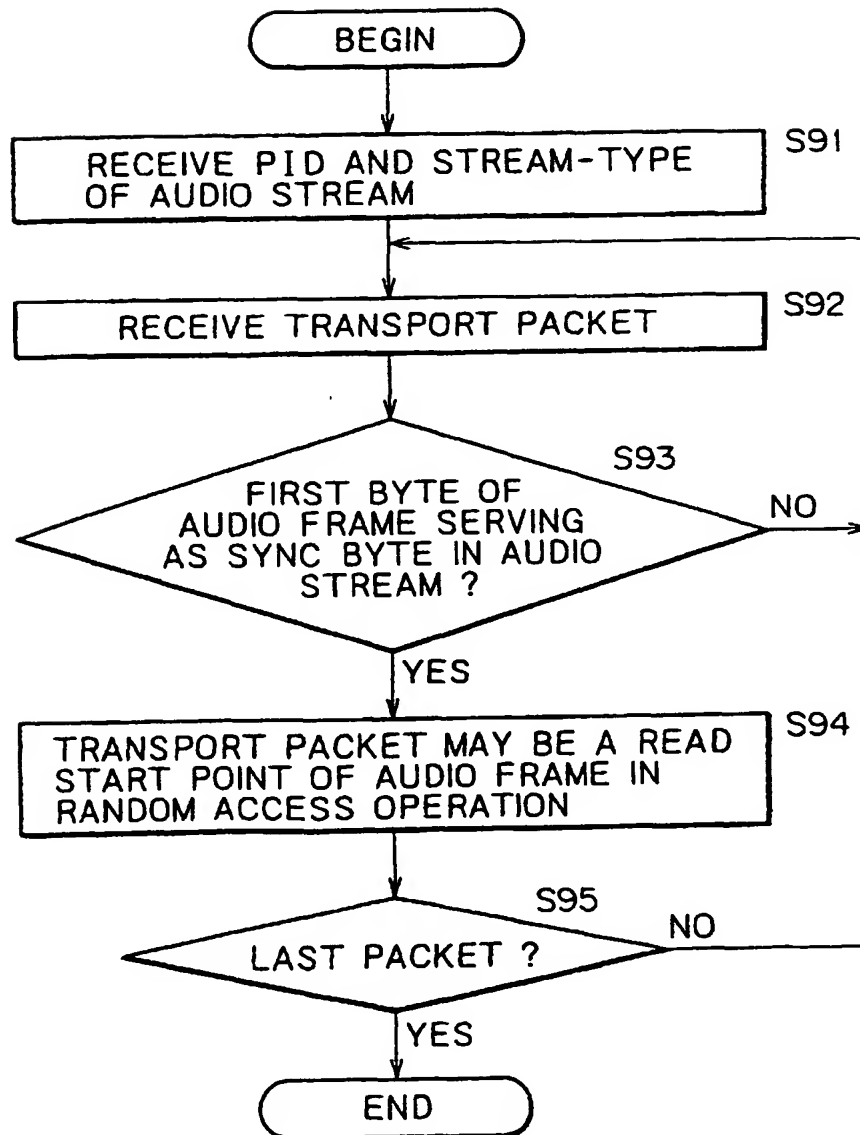 BEGIN
S91
RECEIVE PID AND STREAM-TYPE
OF AUDIO STREAM
S92
RECEIVE TRANSPORT PACKET
S93
FIRST BYTE OF
AUDIO FRAME SERVING
AS SYNC BYTE IN AUDIO
STREAM ?
NO
YES
S94
TRANSPORT PACKET MAY BE A READ
START POINT OF AUDIO FRAME IN
RANDOM ACCESS OPERATION
S95
LAST PACKET ?
NO
YES
END